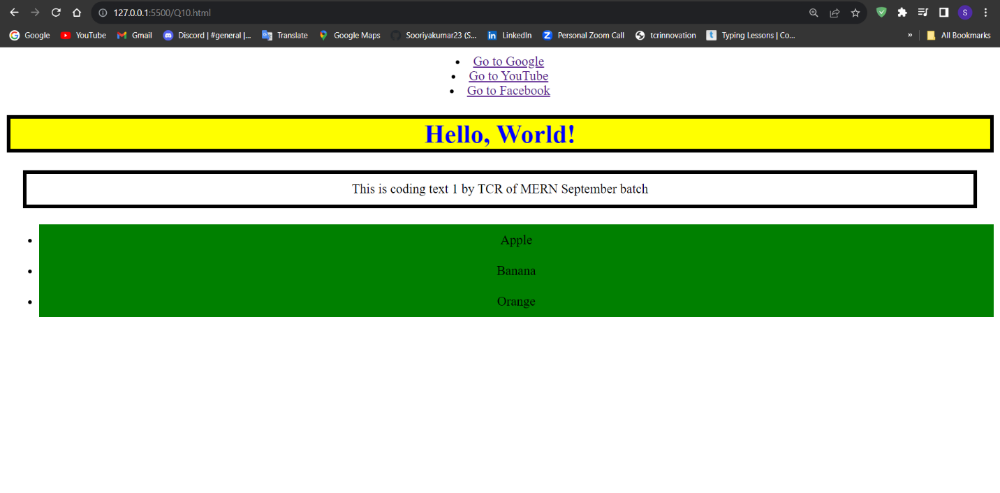 127.0.0.1:5500/Q10.html
S
Google YouTube Gmail Discord | #general |... Translate Google Maps Sooriyakumar23 (S... LinkedIn Personal Zoom Call tcrinnovation Typing Lessons | Co... » All Bookmarks
Go to Google
Go to YouTube
Go to Facebook
Hello, World!
This is coding text 1 by TCR of MERN September batch
Apple
Banana
Orange